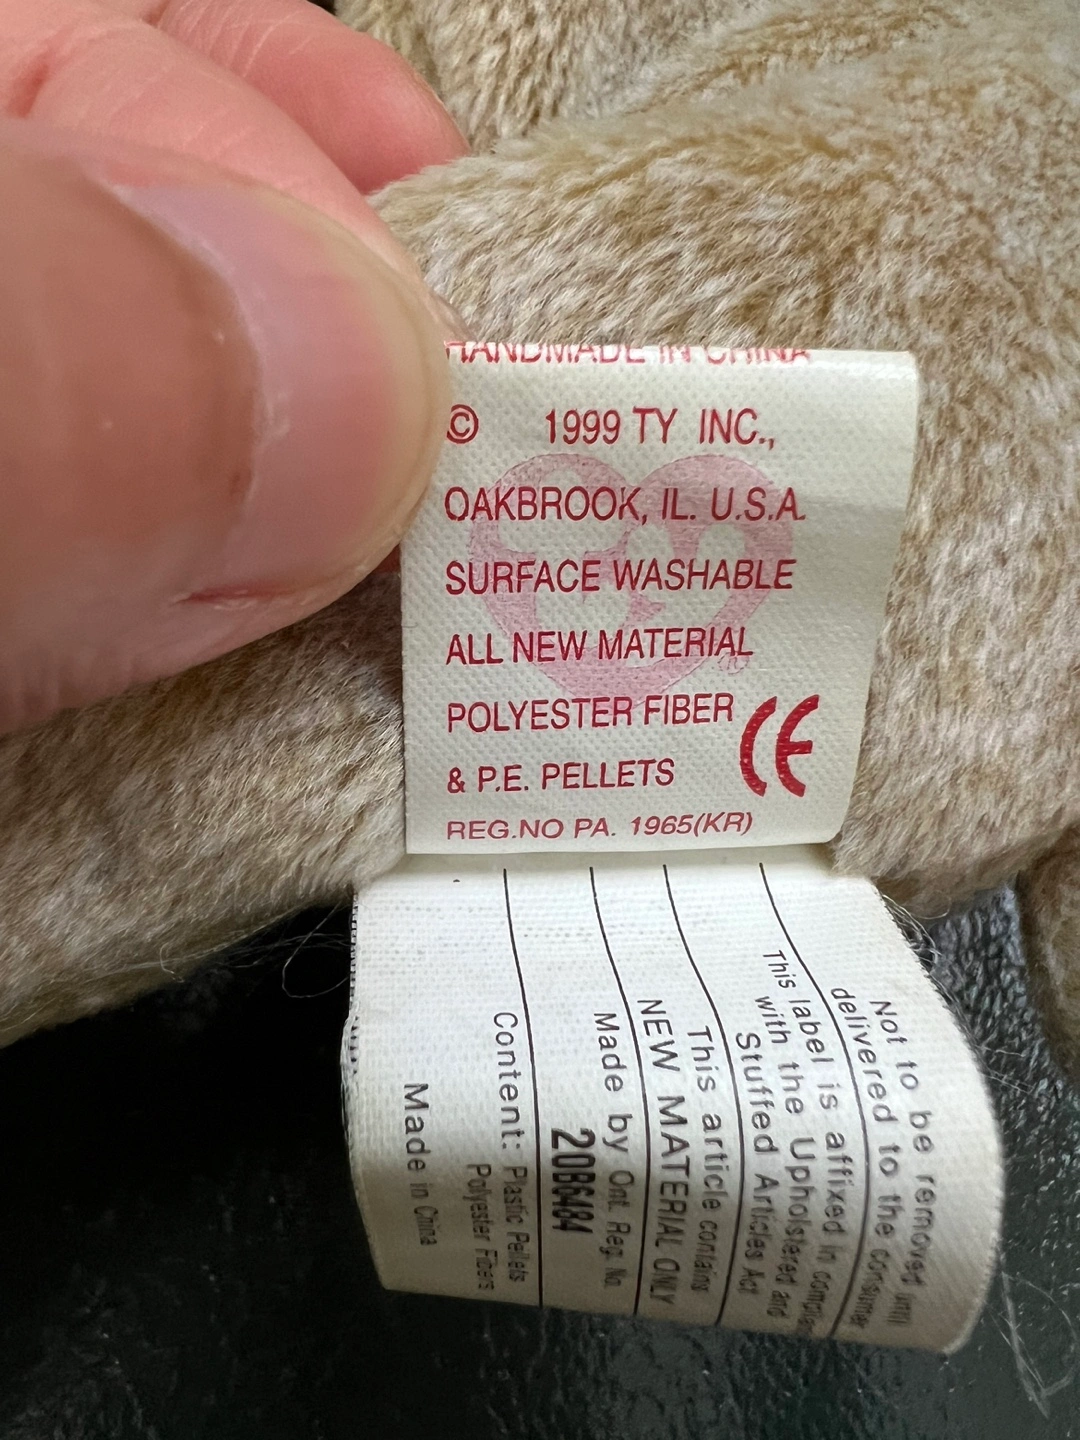 HANDMADE IN CHINA
© 1999 TY INC.,
OAKBROOK, IL. U.S.A.
SURFACE WASHABLE
ALL NEW MATERIAL
POLYESTER FIBER
& P.E. PELLETS
CE
REG.NO PA. 1965(KR)
ty
(R)
Not to be removed until
delivered to the consumer
This label is affixed in
with the Upholstered and
Stuffed Articles Act
This article contains
NEW MATERIAL ONLY
Made by Ont. Reg. No.
20B6484
Content: Plastic Pellets
Polyester Fibers
Made in China